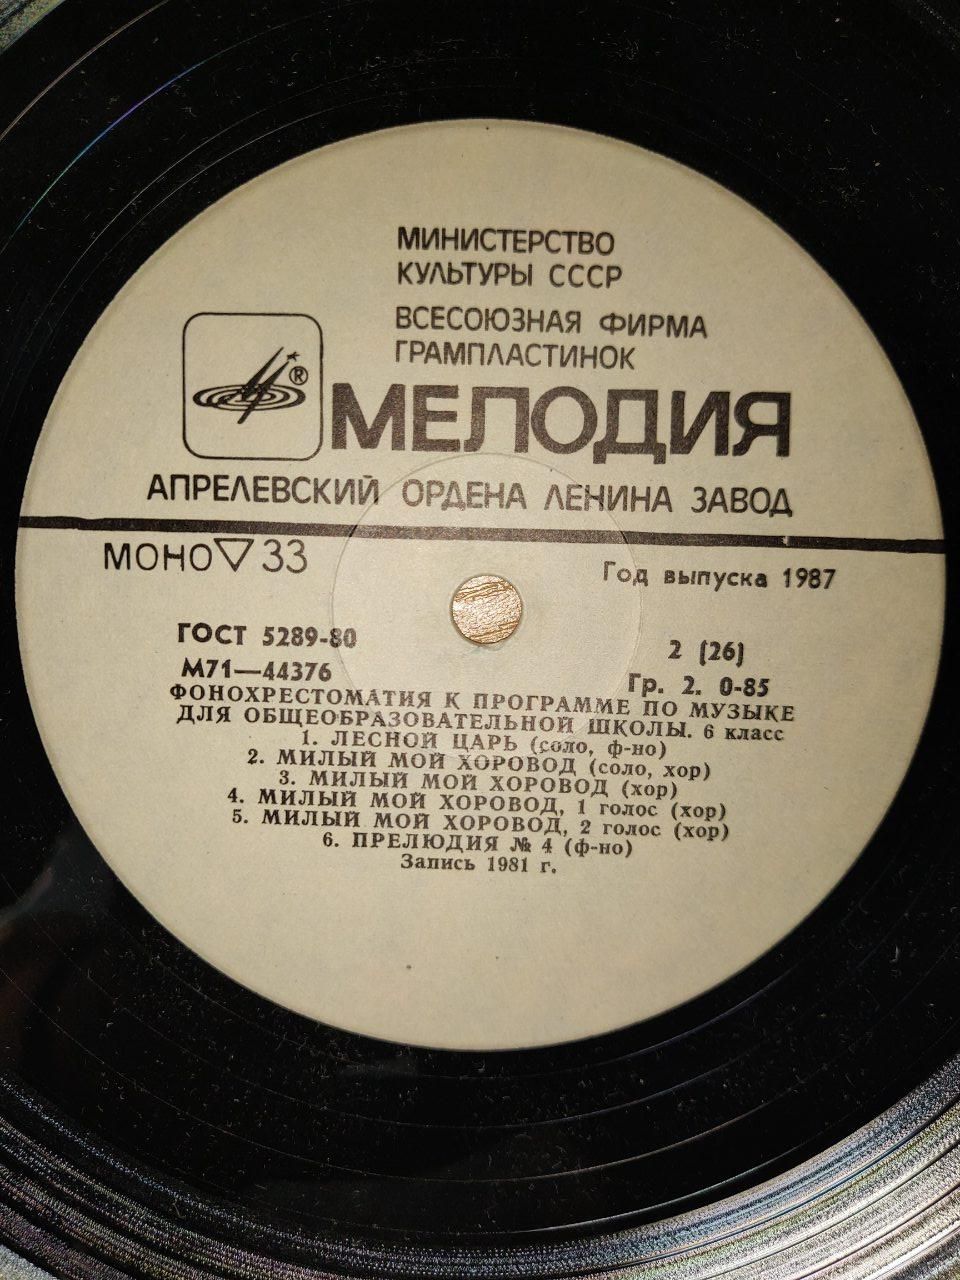 МИНИСТЕРСТВО
КУЛЬТУРЫ СССР
ВСЕСОЮЗНАЯ ФИРМА
ГРАМПЛАСТИНОК
®
МЕЛОДИЯ
АПРЕЛЕВСКИЙ ОРДЕНА ЛЕНИНА ЗАВОД
МОНО ▽ 33
Год выпуска 1987
ГОСТ 5289-80
2 (26)
М71—44376
Гр. 2. 0-85
ФОНОХРЕСТОМАТИЯ К ПРОГРАММЕ ПО МУЗЫКЕ
ДЛЯ ОБЩЕОБРАЗОВАТЕЛЬНОЙ ШКОЛЫ. 6 класс
1. ЛЕСНОЙ ЦАРЬ (соло, ф-но)
2. МИЛЫЙ МОЙ ХОРОВОД (соло, хор)
3. МИЛЫЙ МОЙ ХОРОВОД (хор)
4. МИЛЫЙ МОЙ ХОРОВОД, 1 голос (хор)
5. МИЛЫЙ МОЙ ХОРОВОД, 2 голос (хор)
6. ПРЕЛЮДИЯ № 4 (ф-но)
Запись 1981 г.